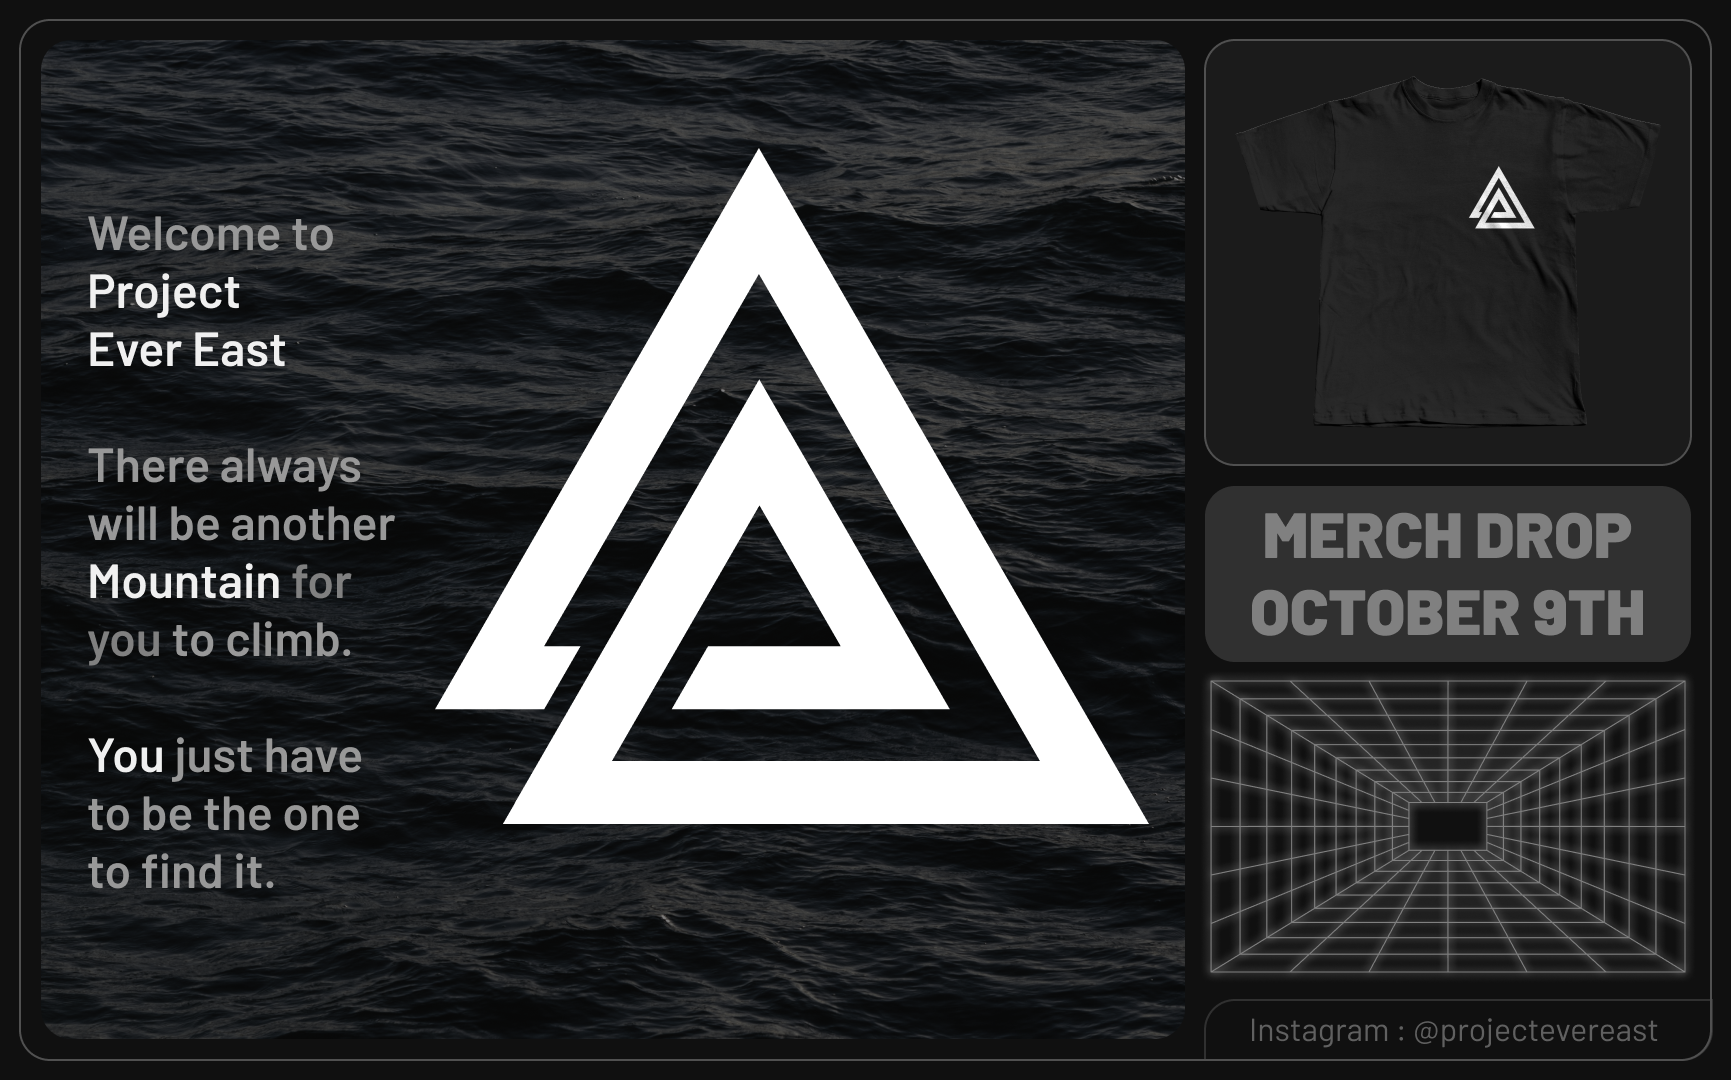 Welcome to
Project
Ever East
There always
will be another
Mountain for
you to climb.
You just have
to be the one
to find it.
MERCH DROP
OCTOBER 9TH
Instagram : @projectevereast